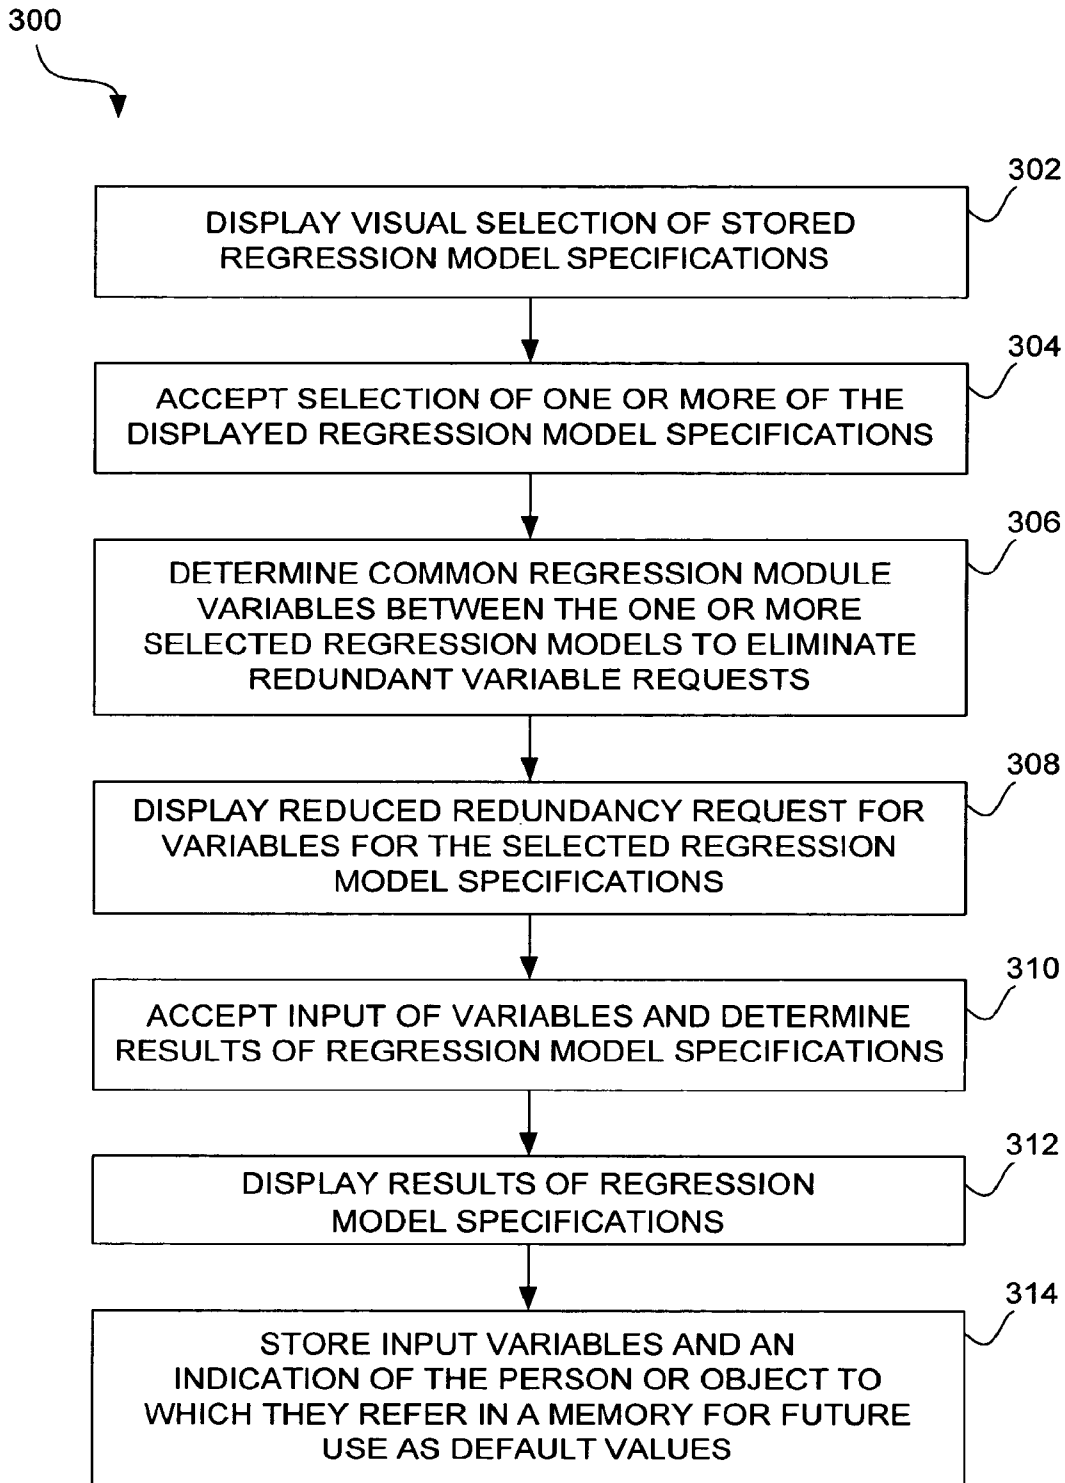 300
302
DISPLAY VISUAL SELECTION OF STORED
REGRESSION MODEL SPECIFICATIONS
304
ACCEPT SELECTION OF ONE OR MORE OF THE
DISPLAYED REGRESSION MODEL SPECIFICATIONS
306
DETERMINE COMMON REGRESSION MODULE
VARIABLES BETWEEN THE ONE OR MORE
SELECTED REGRESSION MODELS TO ELIMINATE
REDUNDANT VARIABLE REQUESTS
308
DISPLAY REDUCED REDUNDANCY REQUEST FOR
VARIABLES FOR THE SELECTED REGRESSION
MODEL SPECIFICATIONS
310
ACCEPT INPUT OF VARIABLES AND DETERMINE
RESULTS OF REGRESSION MODEL SPECIFICATIONS
312
DISPLAY RESULTS OF REGRESSION
MODEL SPECIFICATIONS
314
STORE INPUT VARIABLES AND AN
INDICATION OF THE PERSON OR OBJECT TO
WHICH THEY REFER IN A MEMORY FOR FUTURE
USE AS DEFAULT VALUES